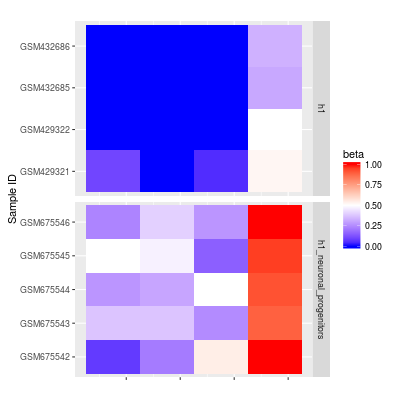 GSM432686
GSM432685
GSM429322
GSM429321
h1
GSM675546
GSM675545
GSM675544
GSM675543
GSM675542
h1_neuronal_progenitors
Sample ID
beta
1.00
0.75
0.50
0.25
0.00